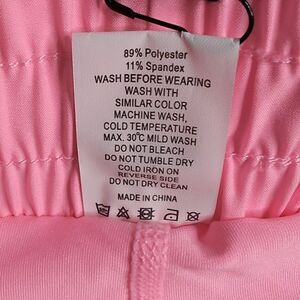 89% Polyester
11% Spandex
WASH BEFORE WEARING
WASH WITH
SIMILAR COLOR
MACHINE WASH,
COLD TEMPERATURE
MAX. 30℃ MILD WASH
DO NOT BLEACH
DO NOT TUMBLE DRY
COLD IRON ON
REVERSE SIDE
DO NOT DRY CLEAN
MADE IN CHINA